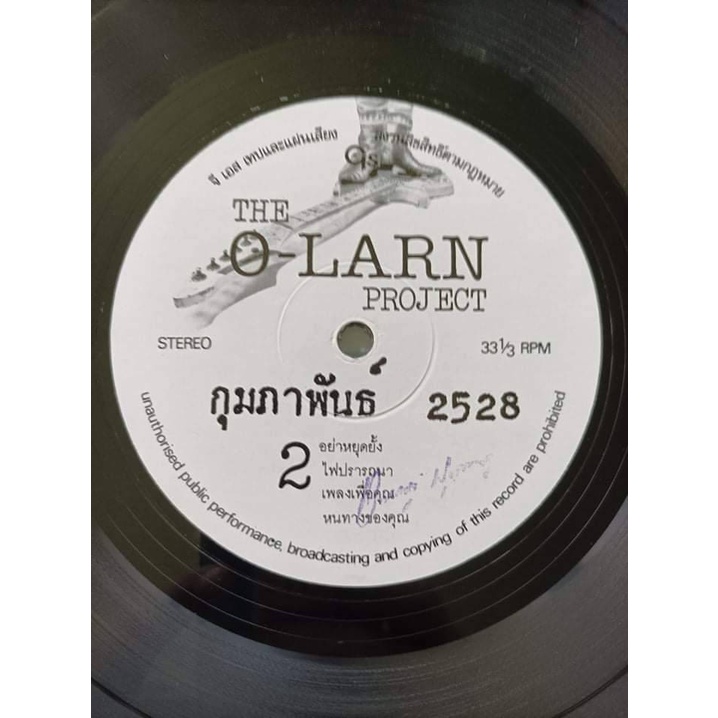 จี เอส เทปและแผ่นเสียง สงวนลิขสิทธิ์ตามกฎหมาย
THE
O-LARN
PROJECT
STEREO
33 1/3 RPM
กุมภาพันธ์ 2528
2
อย่าหยุดยั้ง
ไฟปรารถนา
เพลงเพื่อคุณ
หนทางของคุณ
unauthorised public performance, broadcasting and copying of this record are prohibited